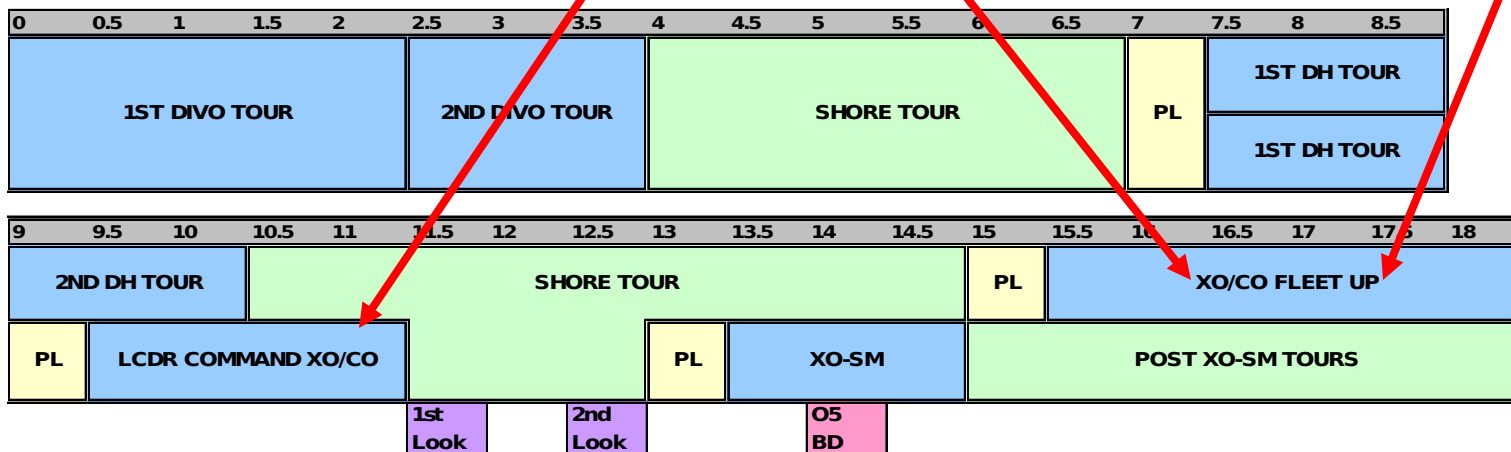 0 0.5 1 1.5 2 2.5 3 3.5 4 4.5 5 5.5 6 6.5 7 7.5 8 8.5
1ST DIVO TOUR 2ND DIVO TOUR SHORE TOUR PL 1ST DH TOUR
1ST DH TOUR
9 9.5 10 10.5 11 11.5 12 12.5 13 13.5 14 14.5 15 15.5 16 16.5 17 17.5 18
2ND DH TOUR SHORE TOUR PL XO/CO FLEET UP
PL LCDR COMMAND XO/CO PL XO-SM POST XO-SM TOURS
1st 2nd O5
Look Look BD